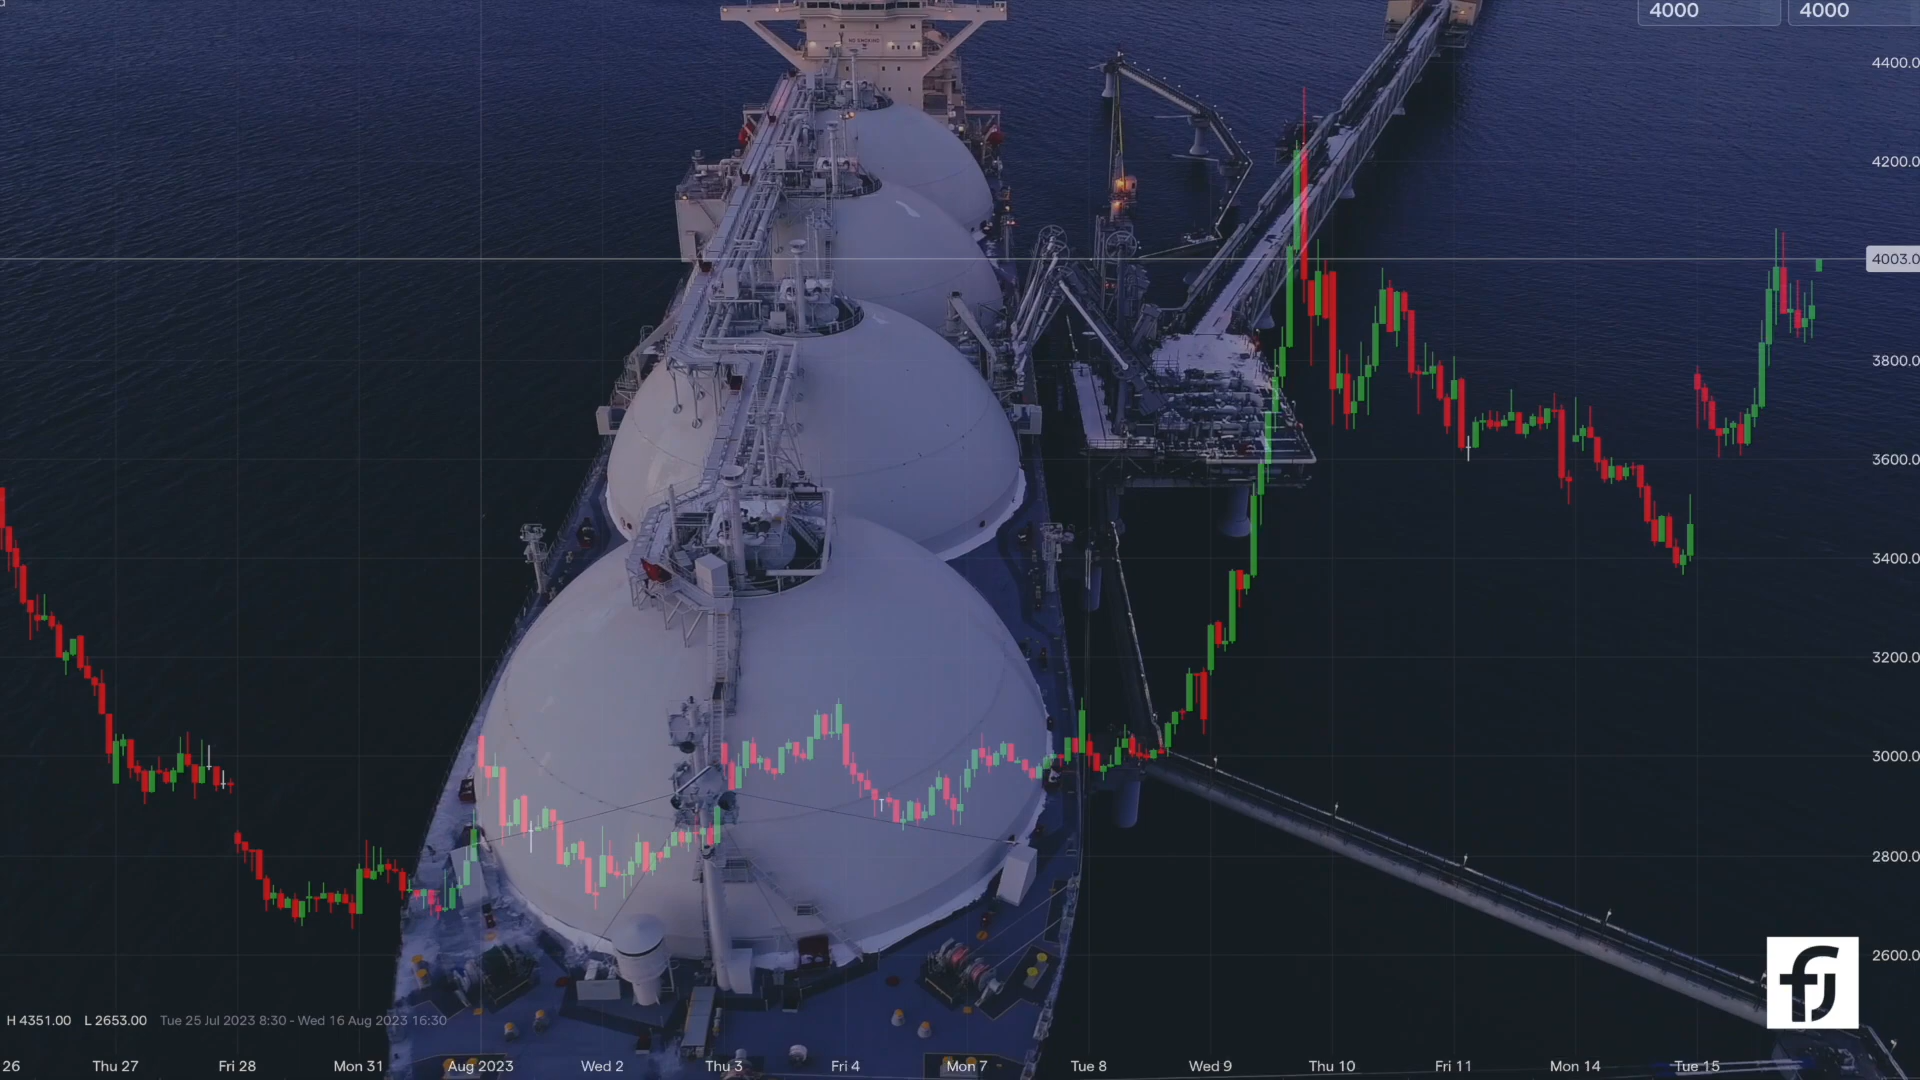 4000 4000
NO SMOKING
4400.0
4200.0
4003.0
3800.0
3600.0
3400.0
3200.0
3000.0
2800.0
2600.0
fj
H 4351.00 L 2653.00 Tue 25 Jul 2023 8:30 - Wed 16 Aug 2023 16:30
26 Thu 27 Fri 28 Mon 31 Aug 2023 Wed 2 Thu 3 Fri 4 Mon 7 Tue 8 Wed 9 Thu 10 Fri 11 Mon 14 Tue 15